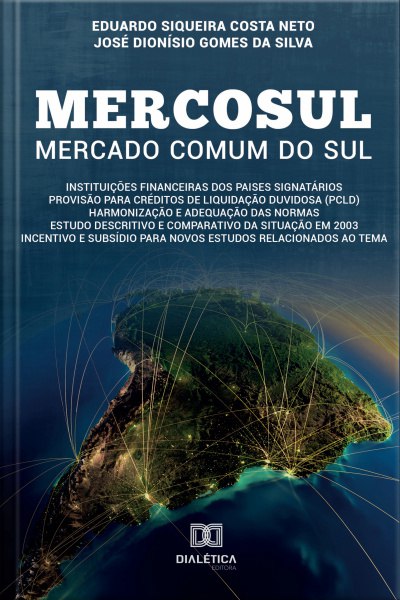 EDUARDO SIQUEIRA COSTA NETO
JOSÉ DIONÍSIO GOMES DA SILVA
MERCOSUL
MERCADO COMUM DO SUL
INSTITUIÇÕES FINANCEIRAS DOS PAISES SIGNATÁRIOS
PROVISÃO PARA CRÉDITOS DE LIQUIDAÇÃO DUVIDOSA (PCLD)
HARMONIZAÇÃO E ADEQUAÇÃO DAS NORMAS
ESTUDO DESCRITIVO E COMPARATIVO DA SITUAÇÃO EM 2003
INCENTIVO E SUBSÍDIO PARA NOVOS ESTUDOS RELACIONADOS AO TEMA
DIALÉTICA
EDITORA